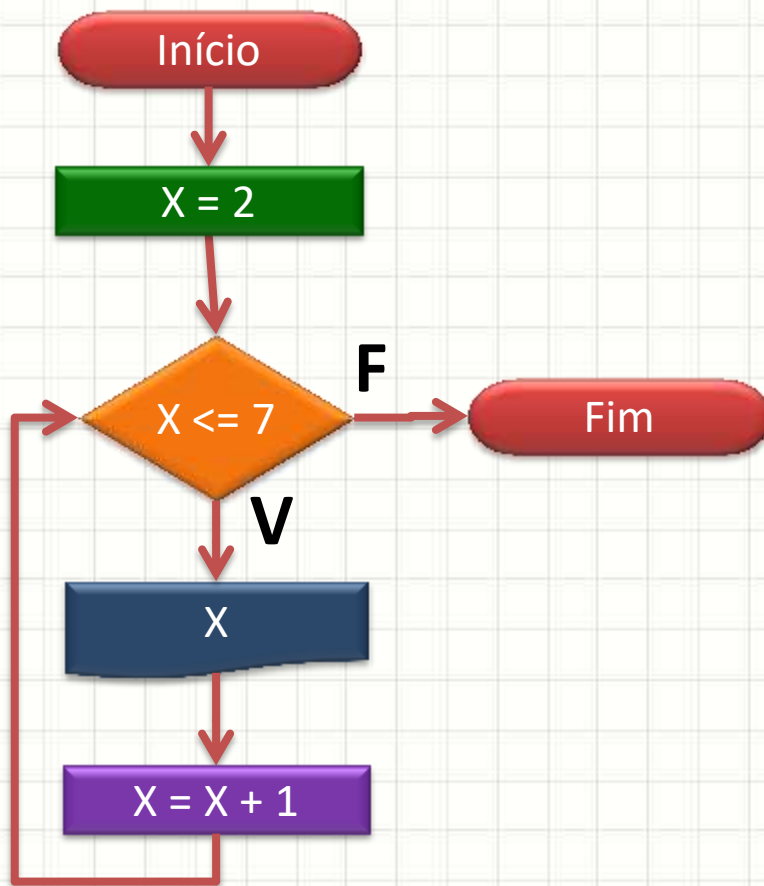 Início
X = 2
X <= 7
F
Fim
V
X
X = X + 1